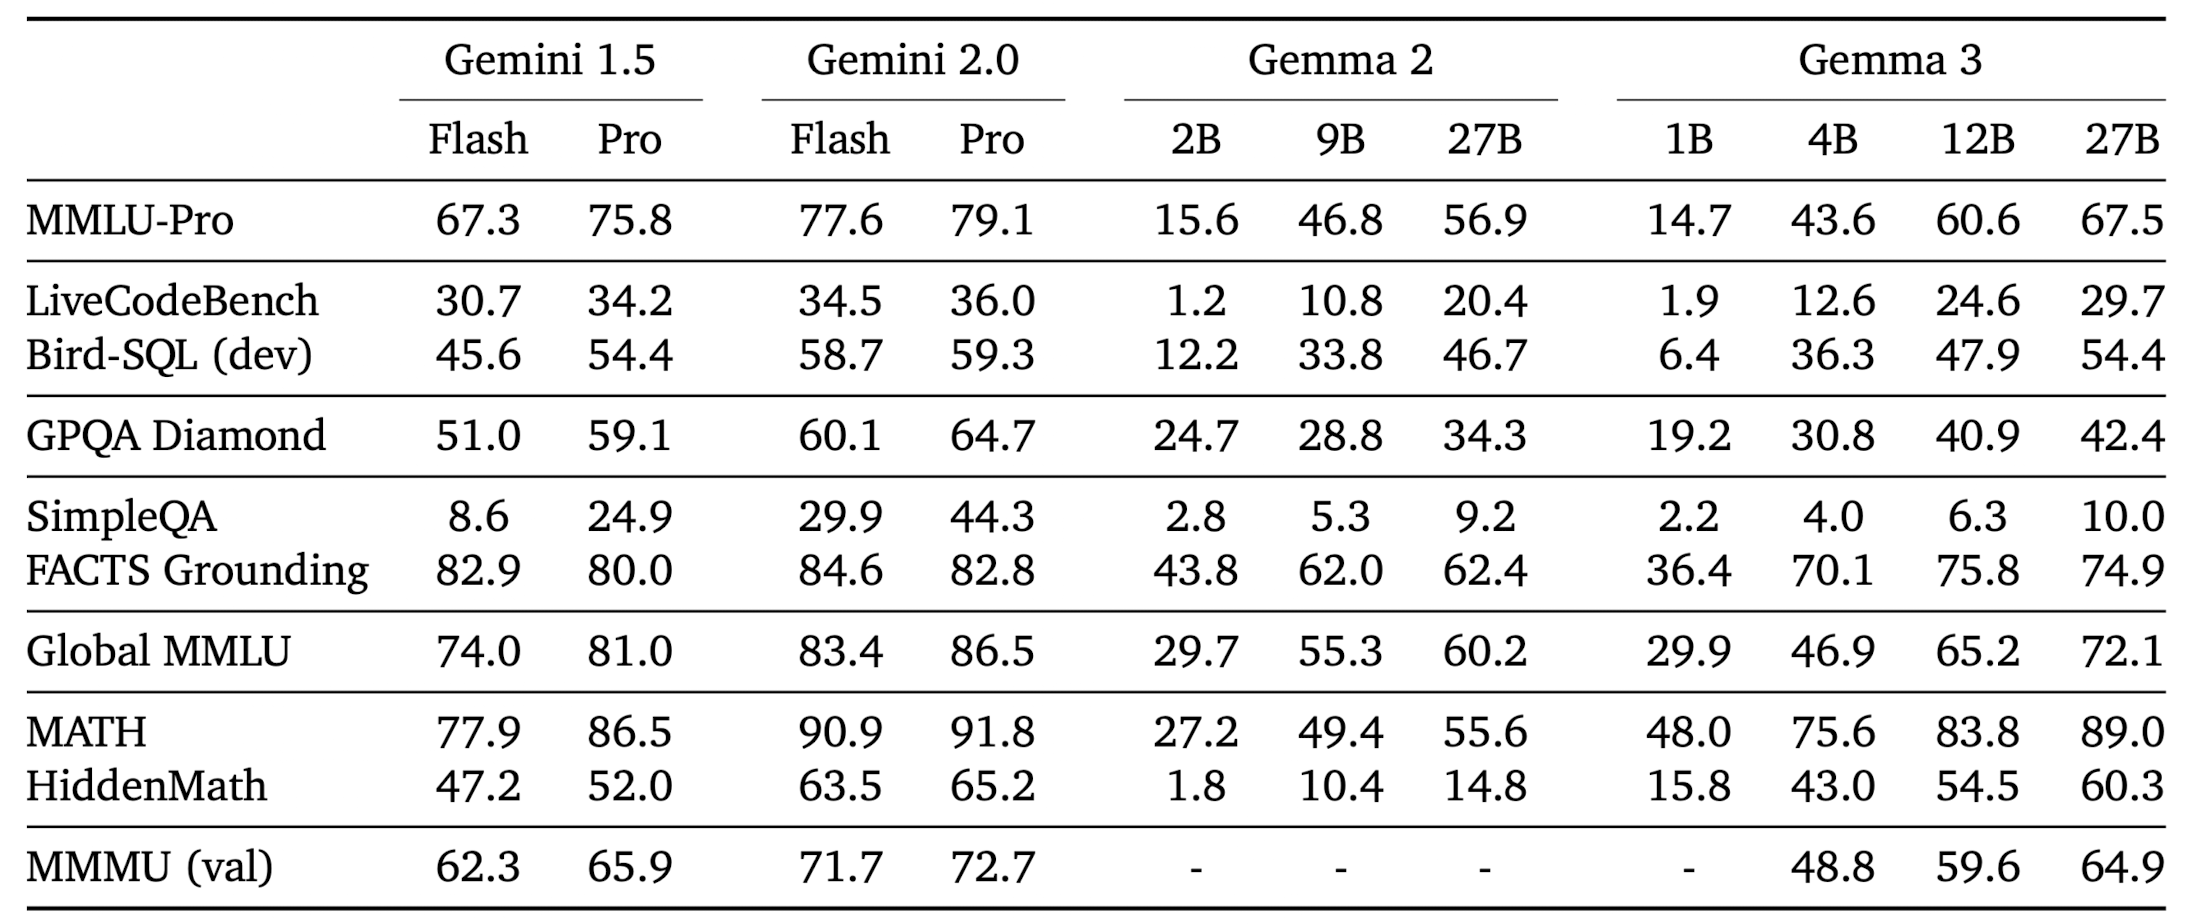 Gemini 1.5 Gemini 2.0 Gemma 2 Gemma 3
Flash Pro Flash Pro 2B 9B 27B 1B 4B 12B 27B
MMLU-Pro 67.3 75.8 77.6 79.1 15.6 46.8 56.9 14.7 43.6 60.6 67.5
LiveCodeBench 30.7 34.2 34.5 36.0 1.2 10.8 20.4 1.9 12.6 24.6 29.7
Bird-SQL (dev) 45.6 54.4 58.7 59.3 12.2 33.8 46.7 6.4 36.3 47.9 54.4
GPQA Diamond 51.0 59.1 60.1 64.7 24.7 28.8 34.3 19.2 30.8 40.9 42.4
SimpleQA 8.6 24.9 29.9 44.3 2.8 5.3 9.2 2.2 4.0 6.3 10.0
FACTS Grounding 82.9 80.0 84.6 82.8 43.8 62.0 62.4 36.4 70.1 75.8 74.9
Global MMLU 74.0 81.0 83.4 86.5 29.7 55.3 60.2 29.9 46.9 65.2 72.1
MATH 77.9 86.5 90.9 91.8 27.2 49.4 55.6 48.0 75.6 83.8 89.0
HiddenMath 47.2 52.0 63.5 65.2 1.8 10.4 14.8 15.8 43.0 54.5 60.3
MMMU (val) 62.3 65.9 71.7 72.7 - - - - 48.8 59.6 64.9